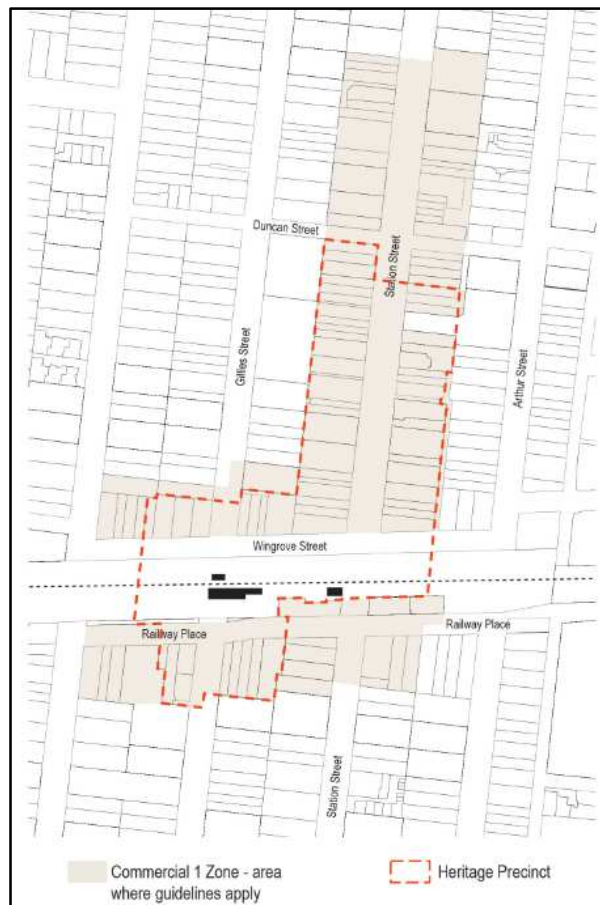 Duncan Street
Station Street
Gillies Street
Arthur Street
Wingrove Street
Railway Place
Railway Place
Station Street
Commercial 1 Zone - area
where guidelines apply
Heritage Precinct